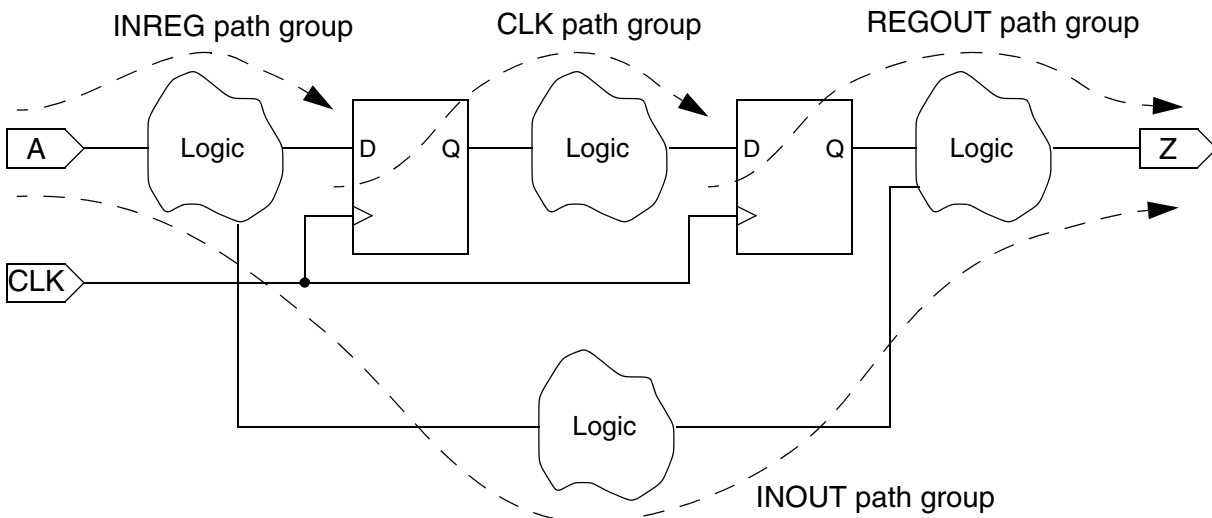 INREG path group
CLK path group
REGOUT path group
A
Logic
D
Q
Logic
D
Q
Logic
Z
CLK
Logic
INOUT path group